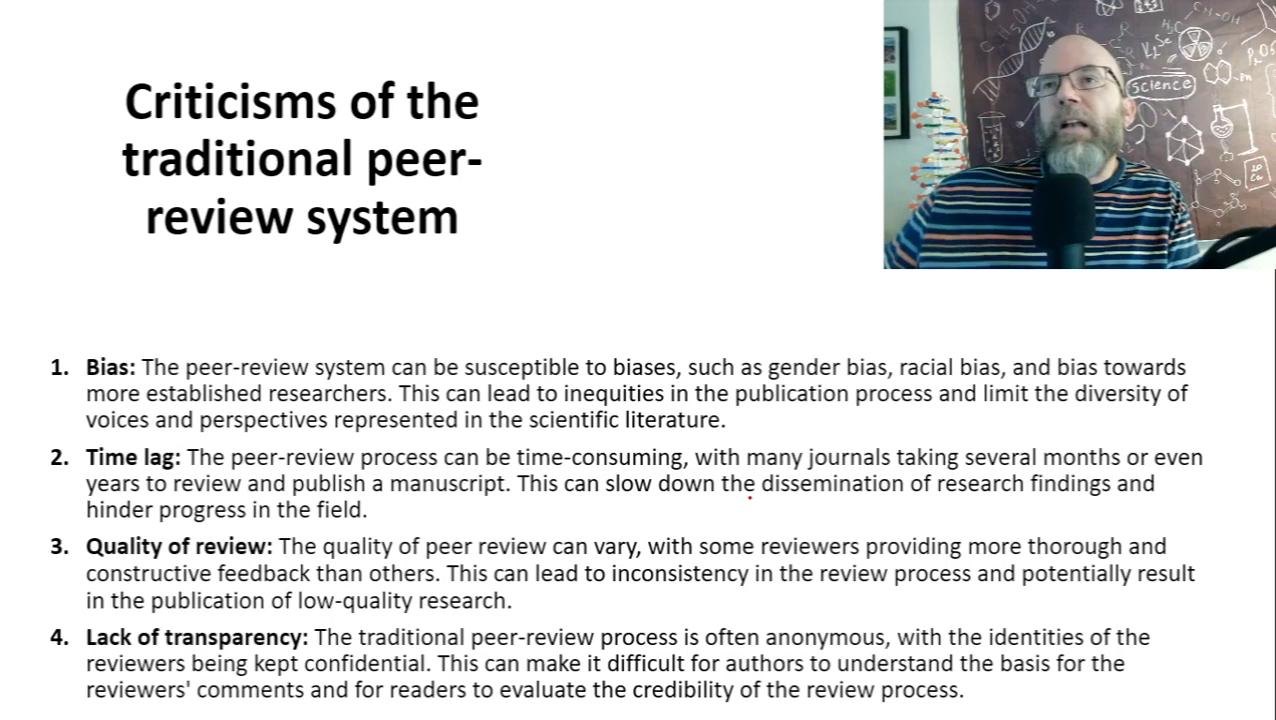 Criticisms of the
traditional peer-
review system
science
1. Bias: The peer-review system can be susceptible to biases, such as gender bias, racial bias, and bias towards
more established researchers. This can lead to inequities in the publication process and limit the diversity of
voices and perspectives represented in the scientific literature.
2. Time lag: The peer-review process can be time-consuming, with many journals taking several months or even
years to review and publish a manuscript. This can slow down the dissemination of research findings and
hinder progress in the field.
3. Quality of review: The quality of peer review can vary, with some reviewers providing more thorough and
constructive feedback than others. This can lead to inconsistency in the review process and potentially result
in the publication of low-quality research.
4. Lack of transparency: The traditional peer-review process is often anonymous, with the identities of the
reviewers being kept confidential. This can make it difficult for authors to understand the basis for the
reviewers' comments and for readers to evaluate the credibility of the review process.